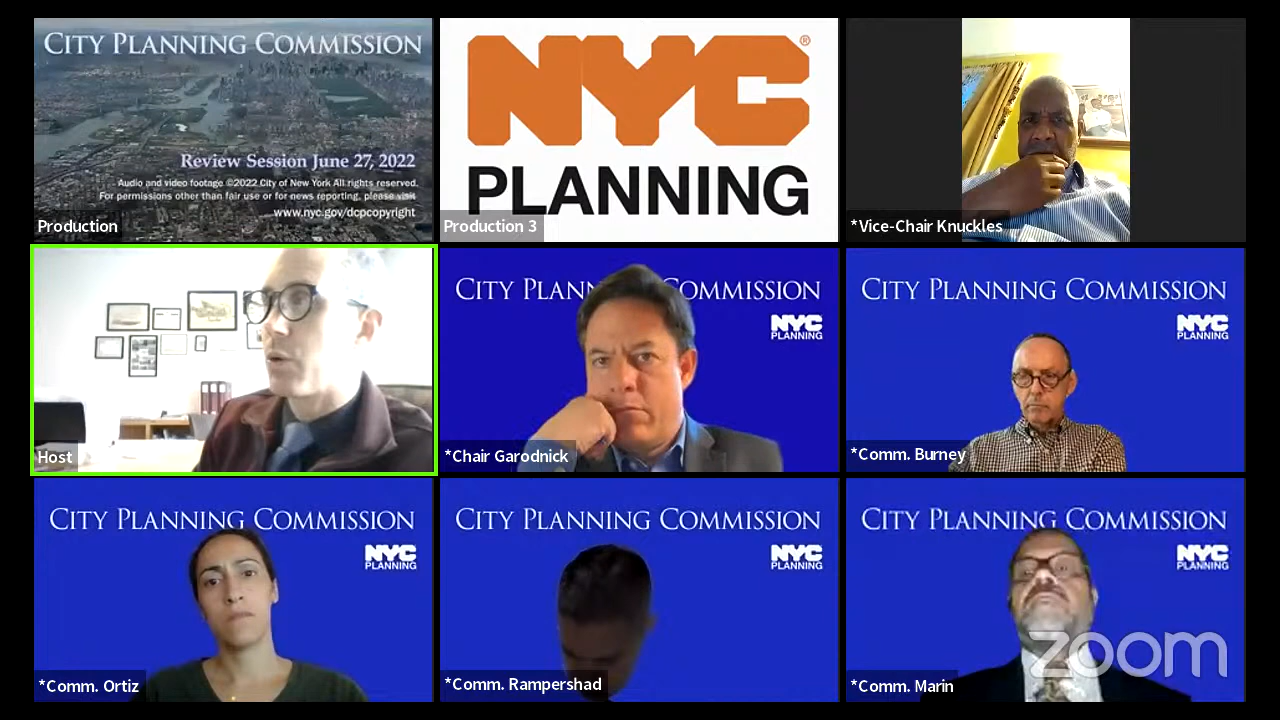 CITY PLANNING COMMISSION
Review Session June 27, 2022
Audio and video footage ©2022 City of New York All rights reserved.
For permissions other than fair use or for news reporting, please visit
www.nyc.gov/dcpcopyright
Production
NYC®
PLANNING
Production 3
*Vice-Chair Knuckles
Host
CITY PLANNING COMMISSION
NYC
PLANNING
*Chair Garodnick
CITY PLANNING COMMISSION
NYC
PLANNING
*Comm. Burney
CITY PLANNING COMMISSION
NYC
PLANNING
*Comm. Ortiz
CITY PLANNING COMMISSION
NYC
PLANNING
*Comm. Rampershad
CITY PLANNING COMMISSION
NYC
PLANNING
*Comm. Marin
zoom